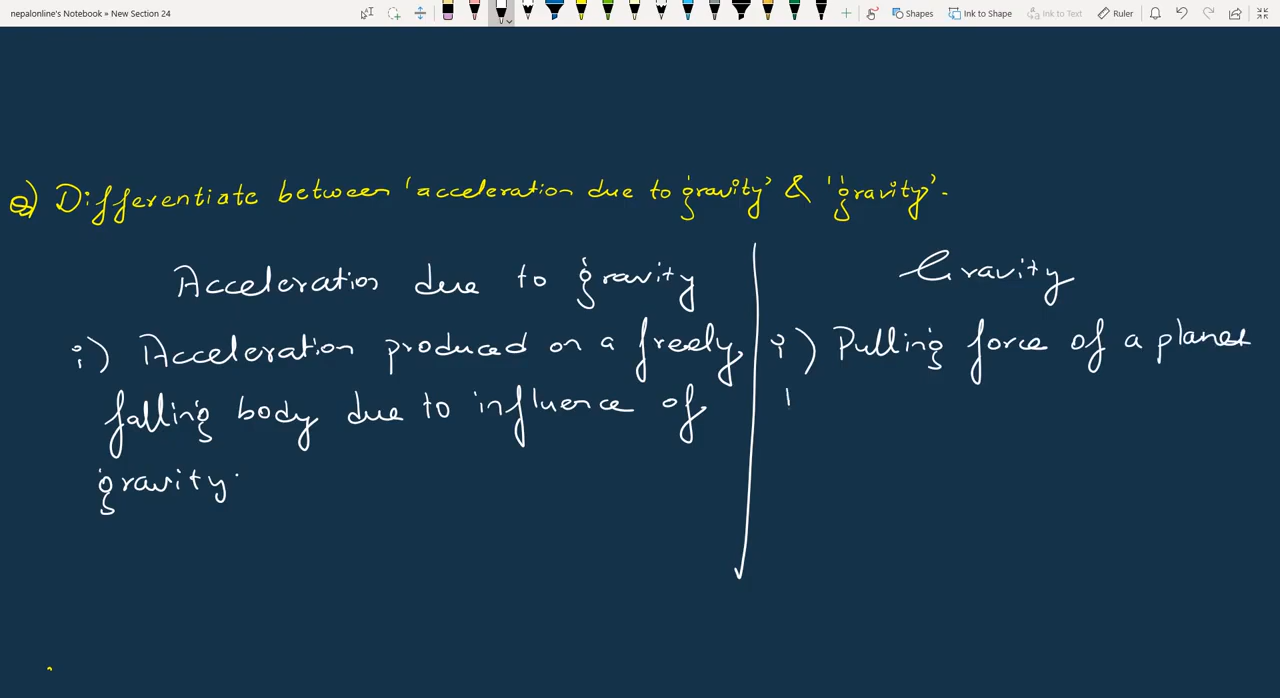 nepalonline's Notebook » New Section 24
Shapes Ink to Shape Ink to Text Ruler
Q) Differentiate between 'acceleration due to gravity' & 'gravity'.
Acceleration due to gravity
i) Acceleration produced on a freely
falling body due to influence of
gravity.
Gravity
i) Pulling force of a planet